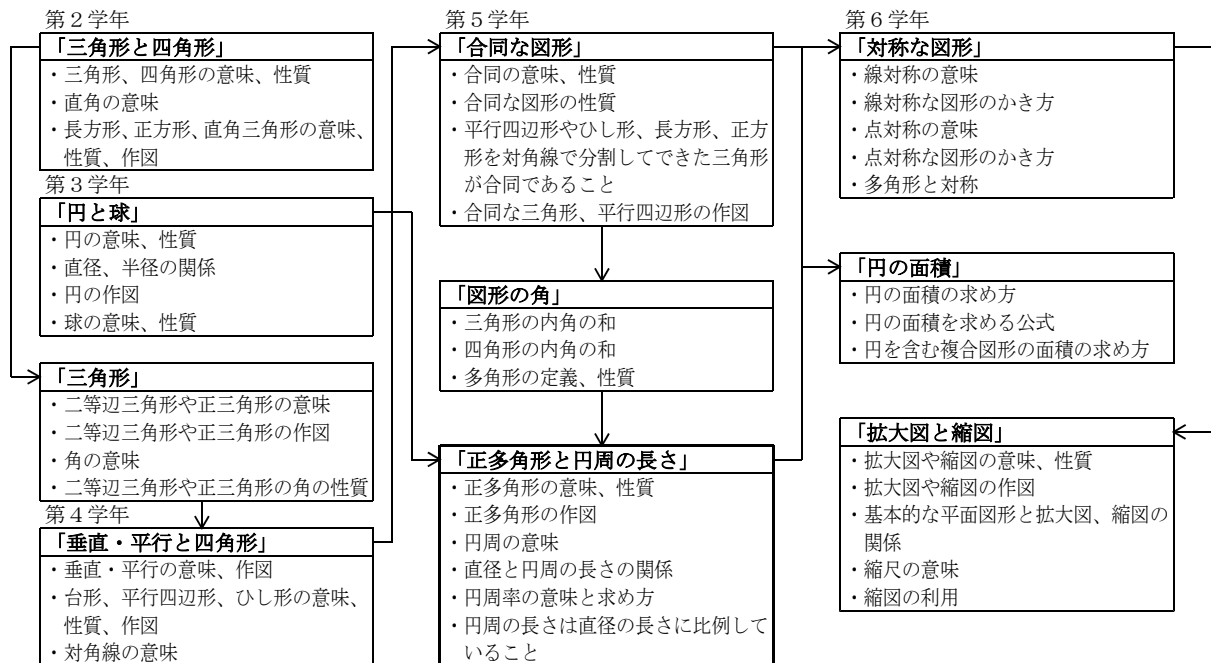 第２学年
「三角形と四角形」
・三角形、四角形の意味、性質
・直角の意味
・長方形、正方形、直角三角形の意味、
性質、作図
第３学年
「円と球」
・円の意味、性質
・直径、半径の関係
・円の作図
・球の意味、性質
「三角形」
・二等辺三角形や正三角形の意味
・二等辺三角形や正三角形の作図
・角の意味
・二等辺三角形や正三角形の角の性質
第４学年
「垂直・平行と四角形」
・垂直・平行の意味、作図
・台形、平行四辺形、ひし形の意味、
性質、作図
・対角線の意味
第５学年
「合同な図形」
・合同の意味、性質
・合同な図形の性質
・平行四辺形やひし形、長方形、正方
形を対角線で分割してできた三角形
が合同であること
・合同な三角形、平行四辺形の作図
「図形の角」
・三角形の内角の和
・四角形の内角の和
・多角形の定義、性質
「正多角形と円周の長さ」
・正多角形の意味、性質
・正多角形の作図
・円周の意味
・直径と円周の長さの関係
・円周率の意味と求め方
・円周の長さは直径の長さに比例して
いること
第６学年
「対称な図形」
・線対称の意味
・線対称な図形のかき方
・点対称の意味
・点対称な図形のかき方
・多角形と対称
「円の面積」
・円の面積の求め方
・円の面積を求める公式
・円を含む複合図形の面積の求め方
「拡大図と縮図」
・拡大図や縮図の意味、性質
・拡大図や縮図の作図
・基本的な平面図形と拡大図、縮図の
関係
・縮尺の意味
・縮図の利用